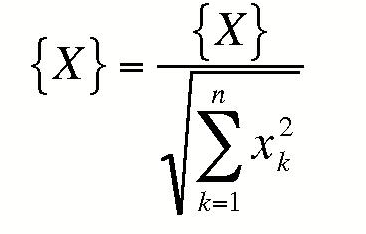 {X} = {X} / √(∑_{k=1}^{n} x_k^2)